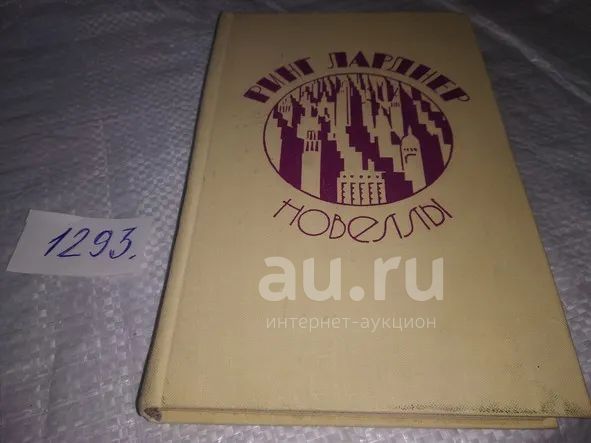 РИНГ ЛАРДНЕР
НОВЕЛЛЫ
1293.
au.ru
интернет-аукцион